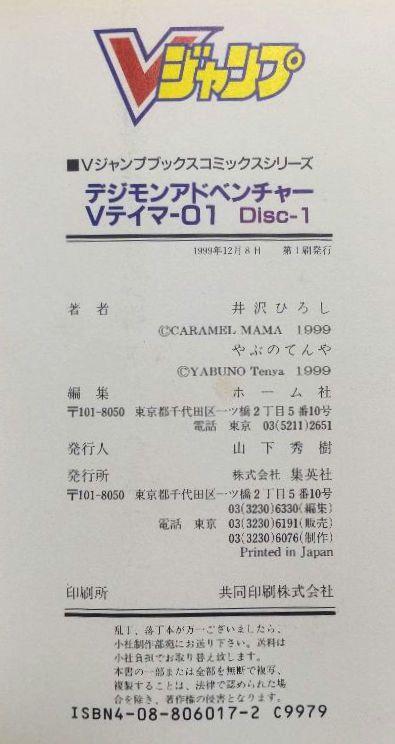 Vジャンプ
■Vジャンプブックスコミックスシリーズ
デジモンアドベンチャー
Vテイマー01 Disc-1
1999年12月8日 第1刷発行
著者 井沢ひろし
©CARAMEL MAMA 1999
やぶのてんや
©YABUNO Tenya 1999
編集 ホーム社
〒101-8050 東京都千代田区一ツ橋2丁目5番10号
電話 東京 03(5211)2651
発行人 山下秀樹
発行所 株式会社 集英社
〒101-8050 東京都千代田区一ツ橋2丁目5番10号
03(3230)6330(編集)
電話 東京 03(3230)6191(販売)
03(3230)6076(制作)
Printed in Japan
印刷所 共同印刷株式会社
乱丁、落丁本が万一ございましたら、
小社制作部宛にお送り下さい。送料は
小社負担でお取り替え致します。
本書の一部または全部を無断で複写、
複製することは、法律で認められた場
合を除き、著作権の侵害となります。
ISBN4-08-806017-2 C9979